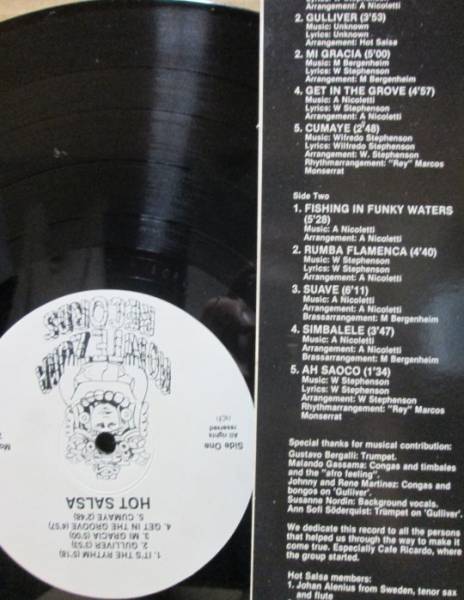 Arrangement: A Nicoletti
2. GULLIVER (3'53)
Music: Unknown
Lyrics: Unknown
Arrangement: Hot Salsa
2. MI GRACIA (5'00)
Music: M Bergenheim
Lyrics: W Stephenson
Arrangement: M Bergenheim
4. GET IN THE GROVE (4'57)
Music: A Nicoletti
Lyrics: W Stephenson
Arrangement: A Nicoletti
5. CUMAYE (2'48)
Music: Wilfredo Stephenson
Lyrics: Wilfredo Stephenson
Arrangement: W. Stephenson
Rhythmarrangement: "Rey" Marcos
Monserrat
Side Two
1. FISHING IN FUNKY WATERS
(5'28)
Music: A Nicoletti
Arrangement: A Nicoletti
2. RUMBA FLAMENCA (4'40)
Music: W Stephenson
Lyrics: W Stephenson
Arrangement: A Nicoletti
3. SUAVE (6'11)
Music: A Nicoletti
Arrangement: A Nicoletti
Brassarrangement: M Bergenheim
4. SIMBALELE (3'47)
Music: A Nicoletti
Arrangement: A Nicoletti
Brassarrangement: M Bergenheim
5. AH SAOCO (1'34)
Music: W Stephenson
Lyrics: W Stephenson
Arrangement: W Stephenson
Rhythmarrangement: "Rey" Marcos
Monserrat
Special thanks for musical contribution:
Gustavo Bergalli: Trumpet.
Malando Gassama: Congas and timbales
and the "afro feeling".
Johnny and Rene Martinez: Congas and
bongos on 'Gulliver'.
Susanne Nordin: Background vocals.
Ann Sofi Söderquist: Trumpet on 'Gulliver'.
We dedicate this record to all the persons
that helped us through the way to make it
come true. Especially Cafe Ricardo, where
the group started.
Hot Salsa members:
1. Johan Alenius from Sweden, tenor sax
and flute
MONTEZUMA
RECORDS
Side One
All rights
reserved
HOT SALSA
1. IT'S THE RYTHM (5'18)
2. GULLIVER (3'53)
3. MI GRACIA (5'00)
4. GET IN THE GROOVE (4'57)
5. CUMAYE (2'48)